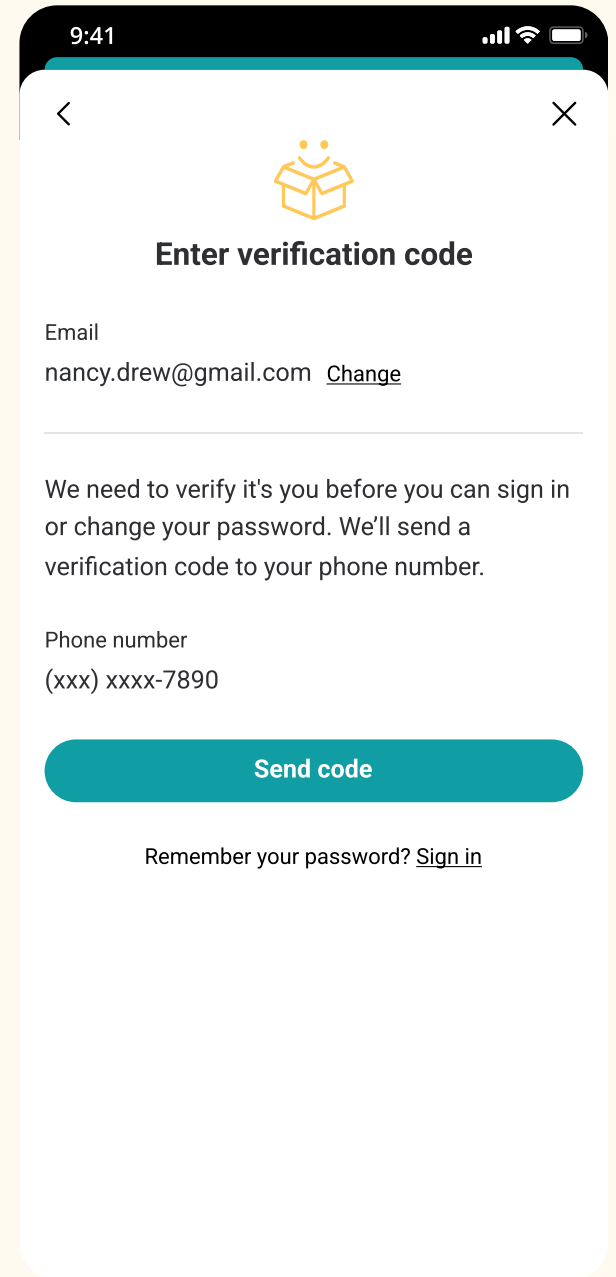 9:41
Enter verification code
Email
nancy.drew@gmail.com Change
We need to verify it's you before you can sign in
or change your password. We’ll send a
verification code to your phone number.
Phone number
(xxx) xxxx-7890
Send code
Remember your password? Sign in